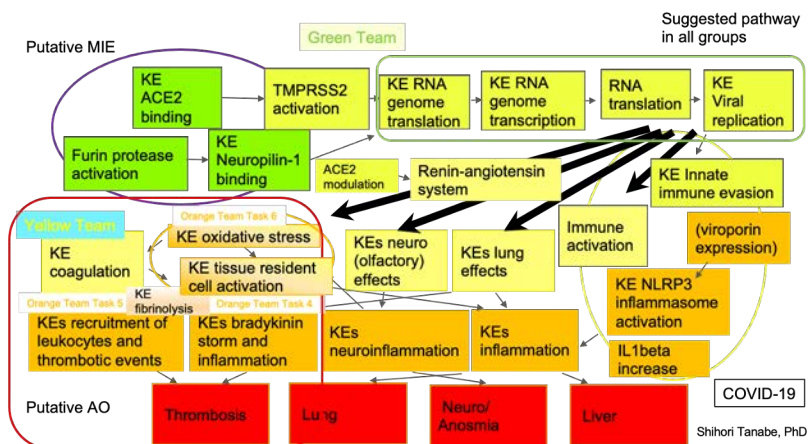 Suggested pathway
in all groups
Putative MIE
Green Team
KE
ACE2
binding
TMPRSS2
activation
KE RNA
genome
translation
KE RNA
genome
transcription
RNA
translation
KE
Viral
replication
Furin protease
activation
KE
Neuropilin-1
binding
ACE2
modulation
Renin-angiotensin
system
KE Innate
immune evasion
Yellow Team
Orange Team Task 6
KE oxidative stress
KE
coagulation
KE tissue resident
cell activation
KEs neuro
(olfactory)
effects
KEs lung
effects
Immune
activation
(viroporin
expression)
Orange Team Task 5
KE
fibrinolysis
Orange Team Task 4
KE NLRP3
inflammasome
activation
KEs recruitment of
leukocytes and
thrombotic events
KEs bradykinin
storm and
inflammation
KEs
neuroinflammation
KEs
inflammation
IL1beta
increase
Putative AO
Thrombosis
Lung
Neuro/
Anosmia
Liver
COVID-19
Shihori Tanabe, PhD